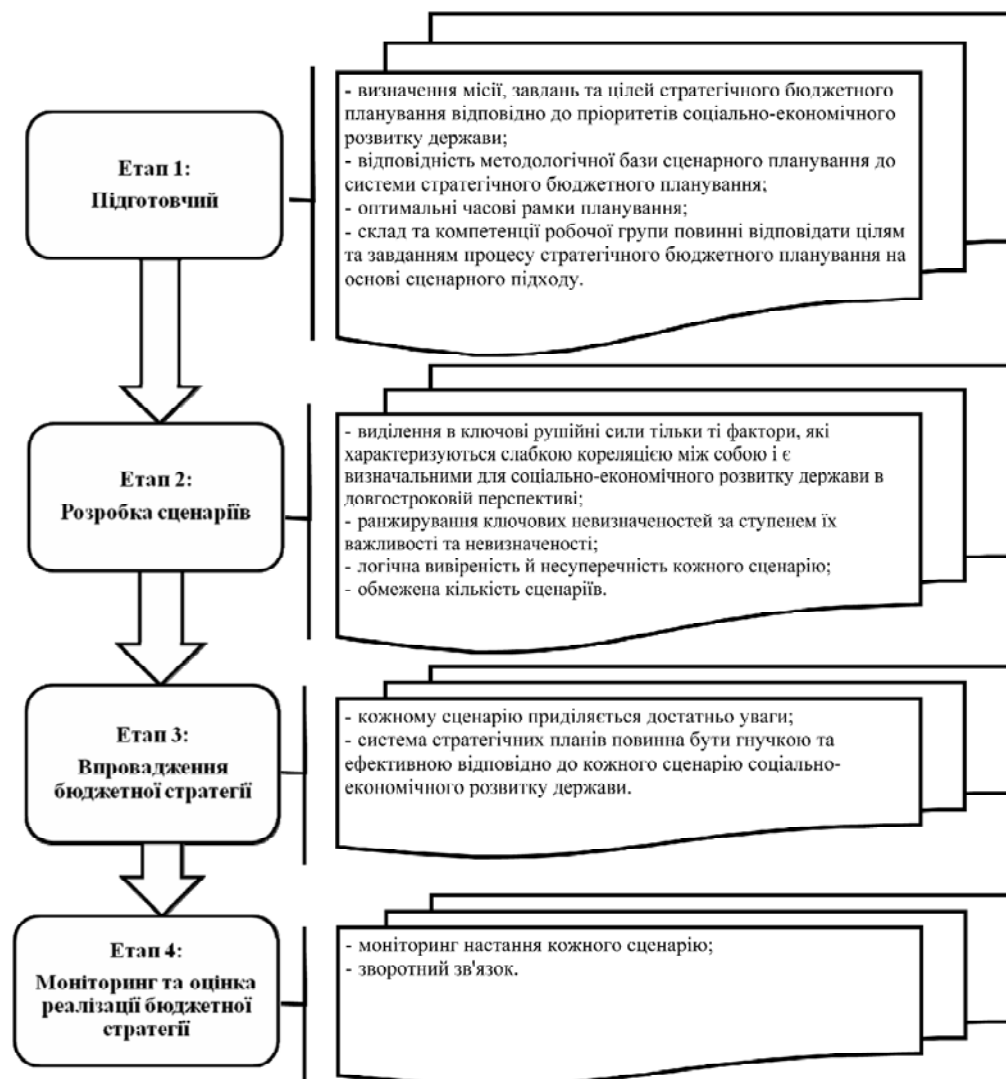 Етап 1:
Підготовчий
- визначення місії, завдань та цілей стратегічного бюджетного
планування відповідно до пріоритетів соціально-економічного
розвитку держави;
- відповідність методологічної бази сценарного планування до
системи стратегічного бюджетного планування;
- оптимальні часові рамки планування;
- склад та компетенції робочої групи повинні відповідати цілям
та завданням процесу стратегічного бюджетного планування на
основі сценарного підходу.
Етап 2:
Розробка сценаріїв
- виділення в ключові рушійні сили тільки ті фактори, які
характеризуються слабкою кореляцією між собою і є
визначальними для соціально-економічного розвитку держави в
довгостроковій перспективі;
- ранжирування ключових невизначеностей за ступенем їх
важливості та невизначеності;
- логічна вивіреність й несуперечність кожного сценарію;
- обмежена кількість сценаріїв.
Етап 3:
Впровадження
бюджетної стратегії
- кожному сценарію приділяється достатньо уваги;
- система стратегічних планів повинна бути гнучкою та
ефективною відповідно до кожного сценарію соціально-
економічного розвитку держави.
Етап 4:
Моніторинг та оцінка
реалізації бюджетної
стратегії
- моніторинг настання кожного сценарію;
- зворотний зв'язок.